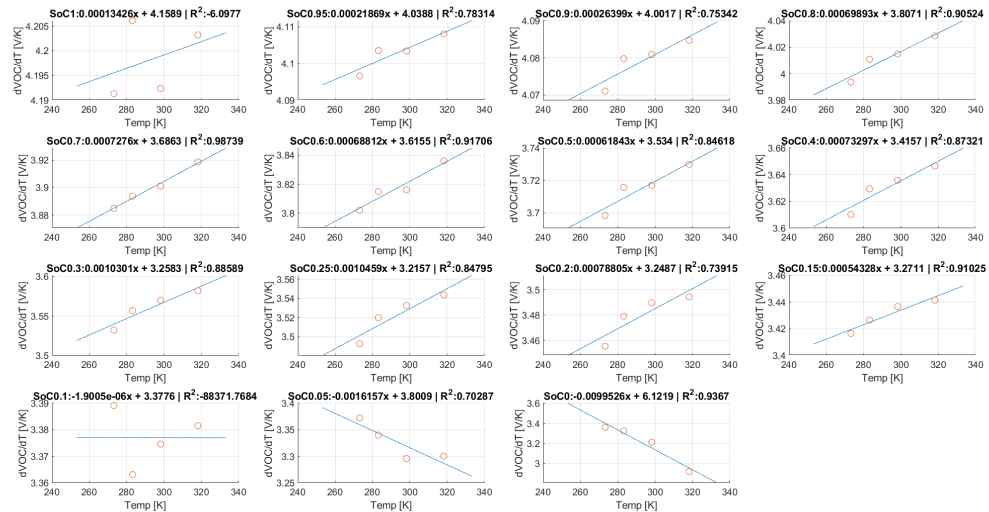 SoC1:0.00013426x + 4.1589 | R²:-6.0977
4.205
4.2
4.195
4.19
dVOC/dT [V/K]
240 260 280 300 320 340
Temp [K]
SoC0.95:0.00021869x + 4.0388 | R²:0.78314
4.11
4.1
4.09
dVOC/dT [V/K]
240 260 280 300 320 340
Temp [K]
SoC0.9:0.00026399x + 4.0017 | R²:0.75342
4.09
4.08
4.07
dVOC/dT [V/K]
240 260 280 300 320 340
Temp [K]
SoC0.8:0.00069893x + 3.8071 | R²:0.90524
4.04
4.02
4
3.98
dVOC/dT [V/K]
240 260 280 300 320 340
Temp [K]
SoC0.7:0.0007276x + 3.6863 | R²:0.98739
3.92
3.9
3.88
dVOC/dT [V/K]
240 260 280 300 320 340
Temp [K]
SoC0.6:0.00068812x + 3.6155 | R²:0.91706
3.84
3.82
3.8
dVOC/dT [V/K]
240 260 280 300 320 340
Temp [K]
SoC0.5:0.00061843x + 3.534 | R²:0.84618
3.74
3.72
3.7
dVOC/dT [V/K]
240 260 280 300 320 340
Temp [K]
SoC0.4:0.00073297x + 3.4157 | R²:0.87321
3.66
3.64
3.62
3.6
dVOC/dT [V/K]
240 260 280 300 320 340
Temp [K]
SoC0.3:0.0010301x + 3.2583 | R²:0.88589
3.6
3.55
3.5
dVOC/dT [V/K]
240 260 280 300 320 340
Temp [K]
SoC0.25:0.0010459x + 3.2157 | R²:0.84795
3.56
3.54
3.52
3.5
dVOC/dT [V/K]
240 260 280 300 320 340
Temp [K]
SoC0.2:0.00078805x + 3.2487 | R²:0.73915
3.5
3.48
3.46
dVOC/dT [V/K]
240 260 280 300 320 340
Temp [K]
SoC0.15:0.00054328x + 3.2711 | R²:0.91025
3.46
3.44
3.42
3.4
dVOC/dT [V/K]
240 260 280 300 320 340
Temp [K]
SoC0.1:-1.9005e-06x + 3.3776 | R²:-88371.7684
3.39
3.38
3.37
3.36
dVOC/dT [V/K]
240 260 280 300 320 340
Temp [K]
SoC0.05:-0.0016157x + 3.8009 | R²:0.70287
3.4
3.35
3.3
3.25
dVOC/dT [V/K]
240 260 280 300 320 340
Temp [K]
SoC0:-0.0099526x + 6.1219 | R²:0.9367
3.6
3.4
3.2
3
dVOC/dT [V/K]
240 260 280 300 320 340
Temp [K]